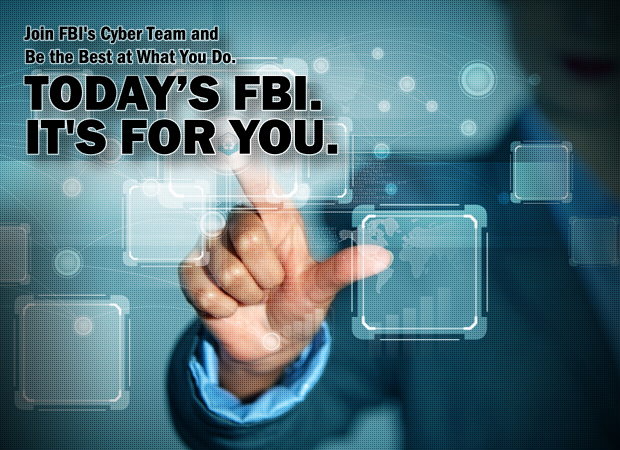 Join FBI's Cyber Team and
Be the Best at What You Do.
TODAY’S FBI.
IT'S FOR YOU.